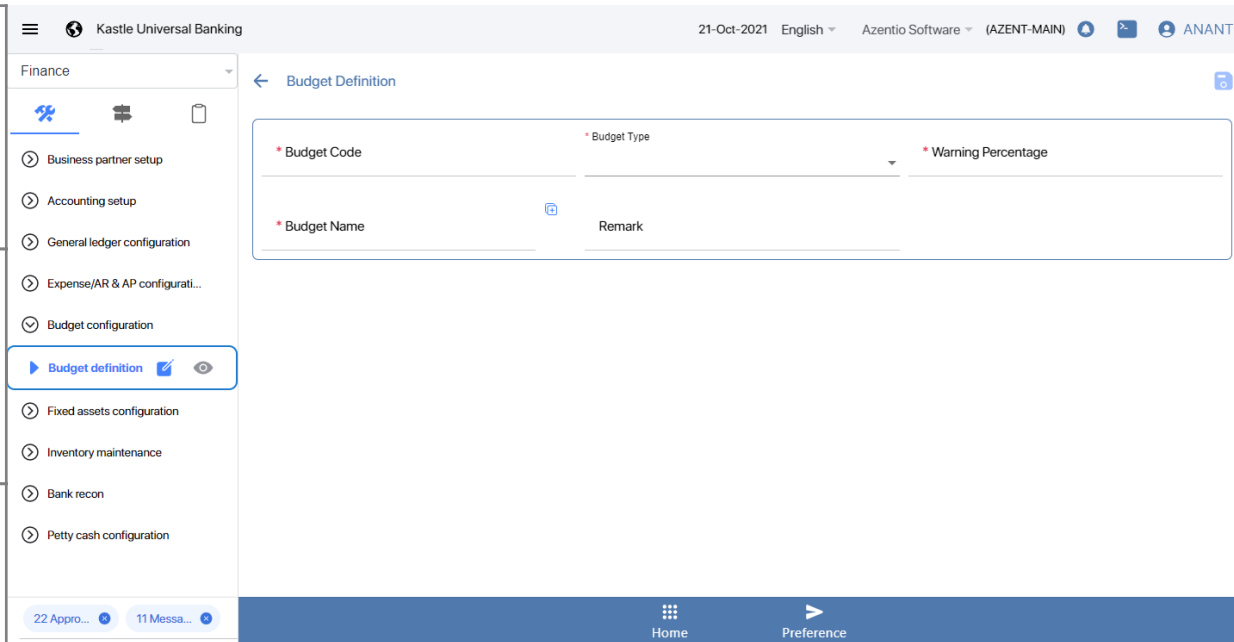 Kastle Universal Banking
21-Oct-2021 English Azentio Software (AZENT-MAIN) ANANT
Finance
Budget Definition
* Budget Code
* Budget Type
* Warning Percentage
* Budget Name
Remark
Business partner setup
Accounting setup
General ledger configuration
Expense/AR & AP configurati...
Budget configuration
Budget definition
Fixed assets configuration
Inventory maintenance
Bank recon
Petty cash configuration
22 Appro... 11 Messa...
Home Preference